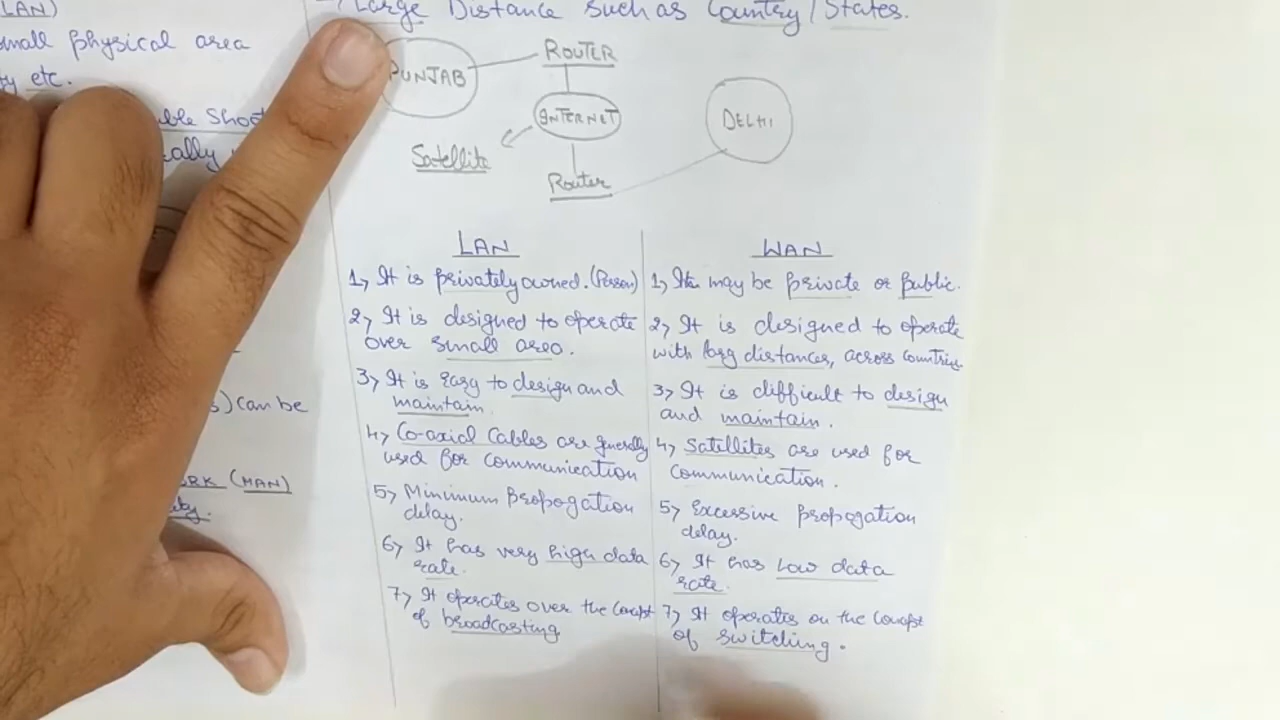 (LAN)
small physical area
etc.
Shoot
ically
can be
RK (MAN)
Large Distance such as Country / States.
PUNJAB
ROUTER
INTERNET
Satellite
Router
DELHI
LAN
1, It is privately owned. (Person)
2, It is designed to operate
over small area.
3, It is Easy to design and
maintain.
4, Co-axial Cables are generally
used for communication
5, Minimum Propogation
delay.
6, It has very high data
rate.
7, It operates over the Concept
of broadcasting
WAN
1, It may be Private or Public.
2, It is designed to operate
with long distances, across Countries.
3, It is difficult to design
and maintain.
4, Satellites are used for
communication.
5, Excessive Propogation
delay.
6, It has Low data
rate.
7, It operates on the Concept
of switching.